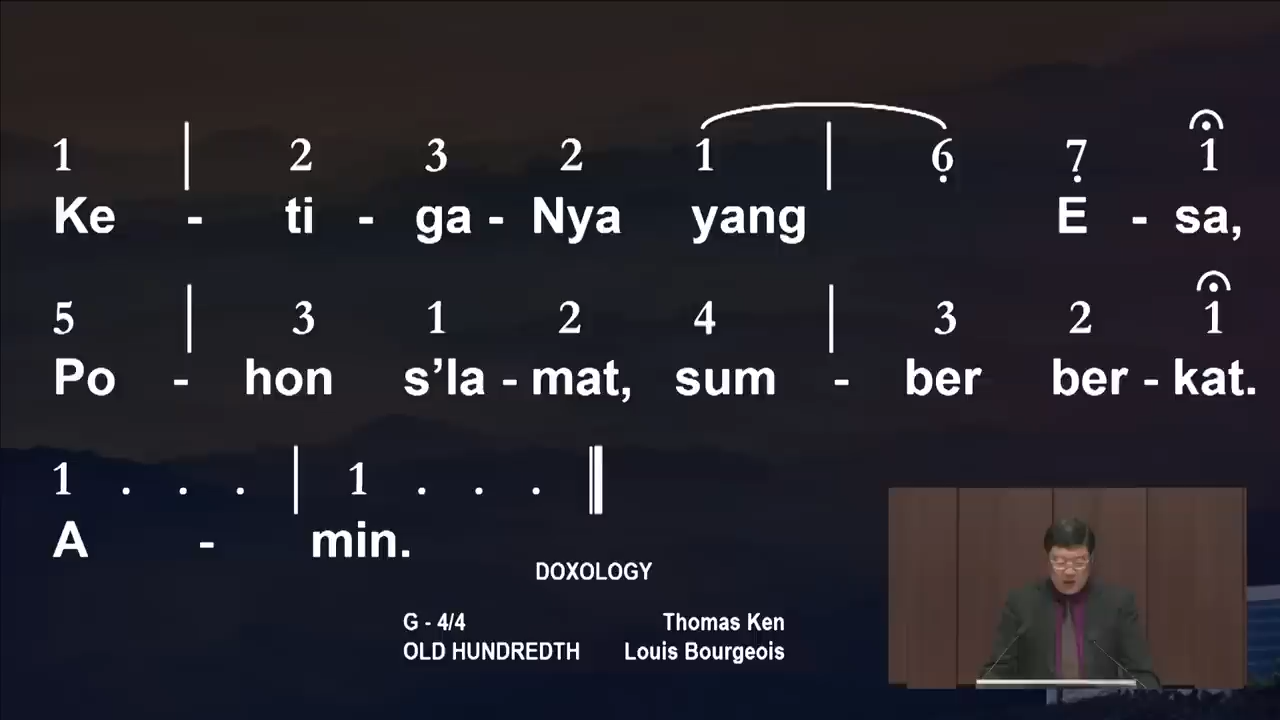 1 | 2 3 2 1 | 6̣ 7̣ 1
Ke - ti - ga - Nya yang E - sa,
5 | 3 1 2 4 | 3 2 1
Po - hon s’la - mat, sum - ber ber - kat.
1 . . . | 1 . . . ||
A - min.
DOXOLOGY
G - 4/4 Thomas Ken
OLD HUNDREDTH Louis Bourgeois